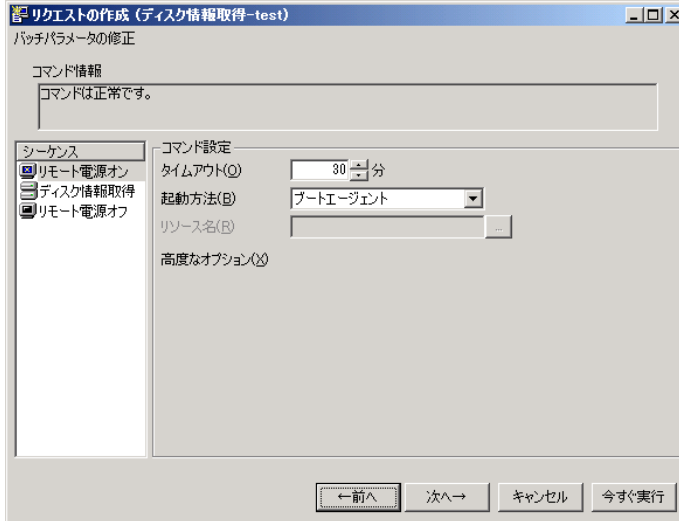 リクエストの作成 (ディスク情報取得-test)
バッチパラメータの修正
コマンド情報
コマンドは正常です。
シーケンス
リモート電源オン
ディスク情報取得
リモート電源オフ
コマンド設定
タイムアウト(O) 30 分
起動方法(B) ブートエージェント
リソース名(R) ...
高度なオプション(X)
←前へ 次へ→ キャンセル 今すぐ実行